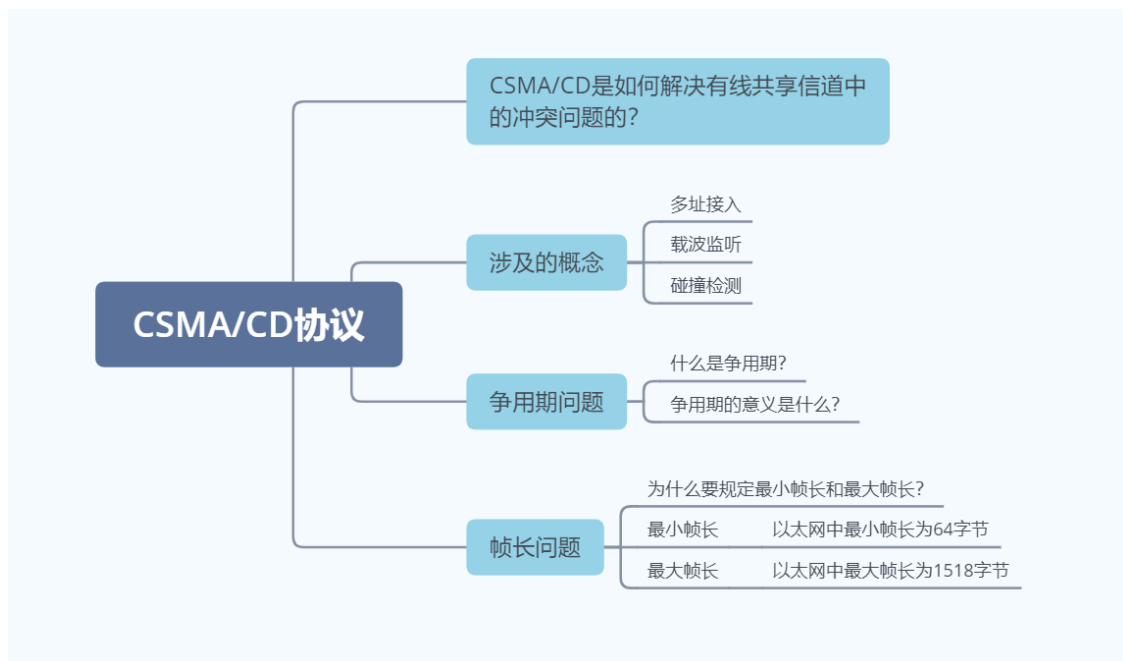 CSMA/CD是如何解决有线共享信道中
的冲突问题的？
多址接入
载波监听
涉及的概念
碰撞检测
CSMA/CD协议
什么是争用期？
争用期问题
争用期的意义是什么？
为什么要规定最小帧长和最大帧长？
最小帧长 以太网中最小帧长为64字节
帧长问题
最大帧长 以太网中最大帧长为1518字节